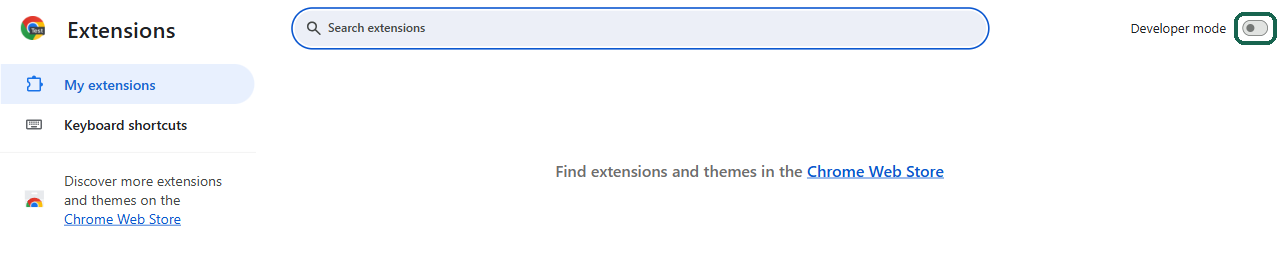 Test
Extensions
Search extensions
Developer mode
My extensions
Keyboard shortcuts
Find extensions and themes in the Chrome Web Store
Discover more extensions
and themes on the
Chrome Web Store